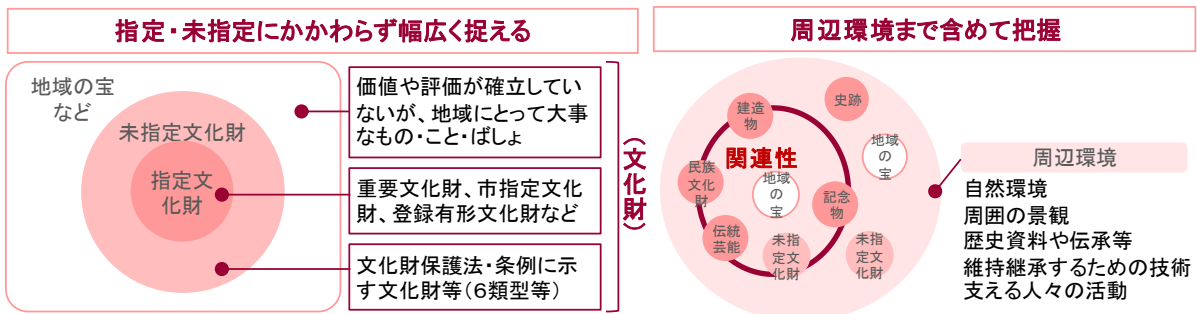 指定・未指定にかかわらず幅広く捉える
地域の宝
など
未指定文化財
指定文
化財
価値や評価が確立してい
ないが、地域にとって大事
なもの・こと・ばしょ
重要文化財、市指定文化
財、登録有形文化財など
文化財保護法・条例に示
す文化財等（６類型等）
（文化財）
周辺環境まで含めて把握
建造
物
史跡
地域
の
宝
関連性
民族
文化
財
地域
の
宝
記念
物
伝統
芸能
未指
定文
化財
未指
定文
化財
周辺環境
自然環境
周囲の景観
歴史資料や伝承等
維持継承するための技術
支える人々の活動